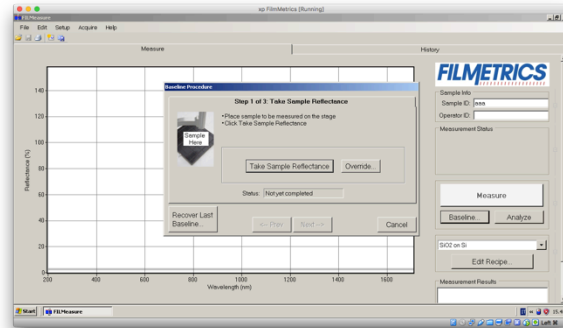 xp FilmMetrics [Running]
FILMeasure
File Edit Setup Acquire Help
Measure
History
Reflectance (%)
140
120
100
80
60
40
20
0
200 400 600 800 1000 1200 1400 1600
Wavelength (nm)
Baseline Procedure
Step 1 of 3: Take Sample Reflectance
Sample Here
•Place sample to be measured on the stage
•Click Take Sample Reflectance
Take Sample Reflectance
Override...
Status: Not yet completed
Recover Last Baseline...
<-- Prev
Next -->
Cancel
FILMETRICS
Sample Info
Sample ID: aaa
Operator ID:
Measurement Status
Measure
Baseline...
Analyze
SiO2 on Si
Edit Recipe...
Measurement Results
Start
FILMeasure
Left ⌘